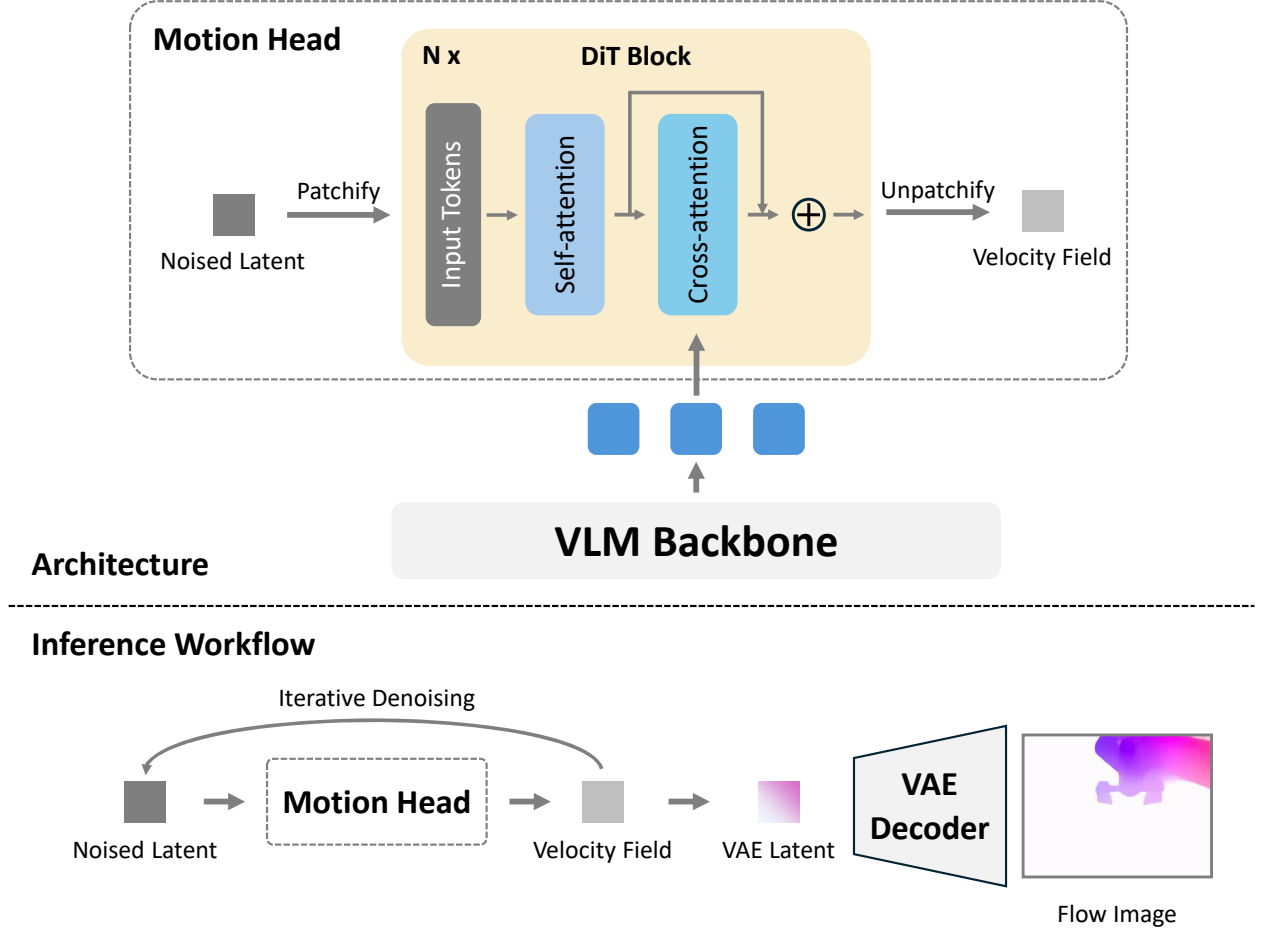 Motion Head
N x
DiT Block
Input Tokens
Self-attention
Cross-attention
Patchify
Noised Latent
Unpatchify
Velocity Field
VLM Backbone
Architecture
Inference Workflow
Iterative Denoising
Noised Latent
Motion Head
Velocity Field
VAE Latent
VAE
Decoder
Flow Image